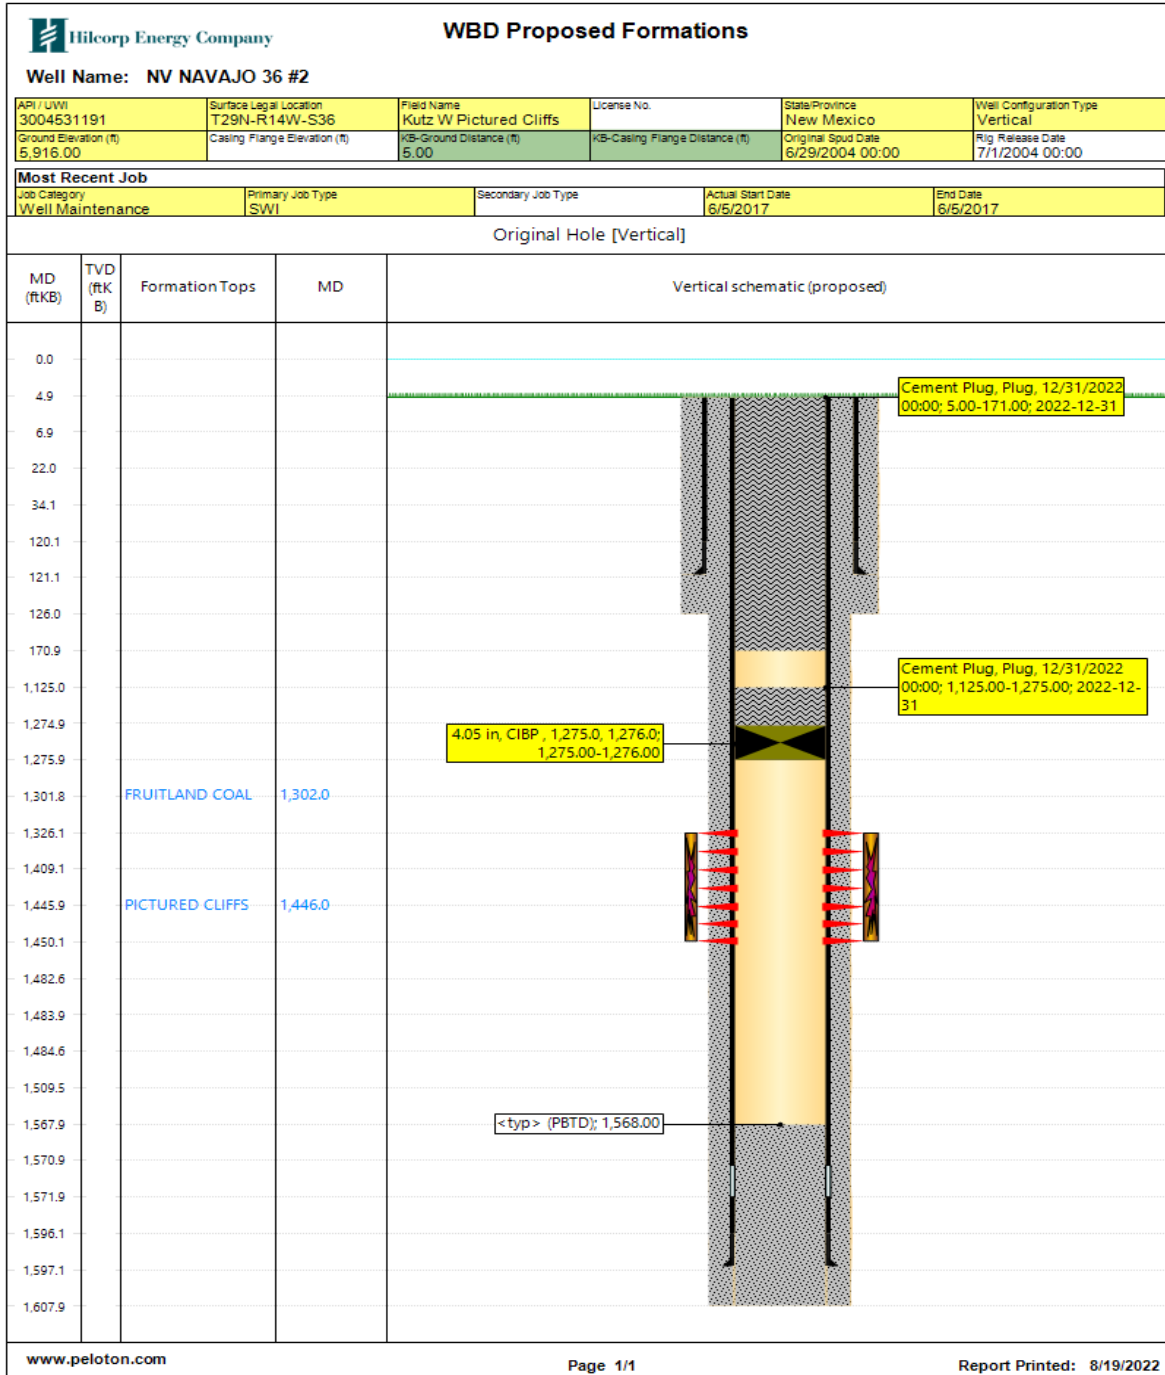 Hilcorp Energy Company
WBD Proposed Formations
Well Name: NV NAVAJO 36 #2
API / UWI
3004531191
Surface Legal Location
T29N-R14W-S36
Field Name
Kutz W Pictured Cliffs
License No.
State/Province
New Mexico
Well Configuration Type
Vertical
Ground Elevation (ft)
5,916.00
Casing Flange Elevation (ft)
KB-Ground Distance (ft)
5.00
KB-Casing Flange Distance (ft)
Original Spud Date
6/29/2004 00:00
Rig Release Date
7/1/2004 00:00
Most Recent Job
Job Category
Well Maintenance
Primary Job Type
SWI
Secondary Job Type
Actual Start Date
6/5/2017
End Date
6/5/2017
Original Hole [Vertical]
MD
(ftKB)
TVD
(ftK
B)
Formation Tops
MD
Vertical schematic (proposed)
0.0
4.9
Cement Plug, Plug, 12/31/2022
00:00; 5.00-171.00; 2022-12-31
6.9
22.0
34.1
120.1
121.1
126.0
170.9
1,125.0
Cement Plug, Plug, 12/31/2022
00:00; 1,125.00-1,275.00; 2022-12-
31
1,274.9
4.05 in, CIBP , 1,275.0, 1,276.0;
1,275.00-1,276.00
1,275.9
1,301.8
FRUITLAND COAL
1,302.0
1,326.1
1,409.1
1,445.9
PICTURED CLIFFS
1,446.0
1,450.1
1,482.6
1,483.9
1,484.6
1,509.5
1,567.9
<typ> (PBTD); 1,568.00
1,570.9
1,571.9
1,596.1
1,597.1
1,607.9
www.peloton.com
Page 1/1
Report Printed: 8/19/2022